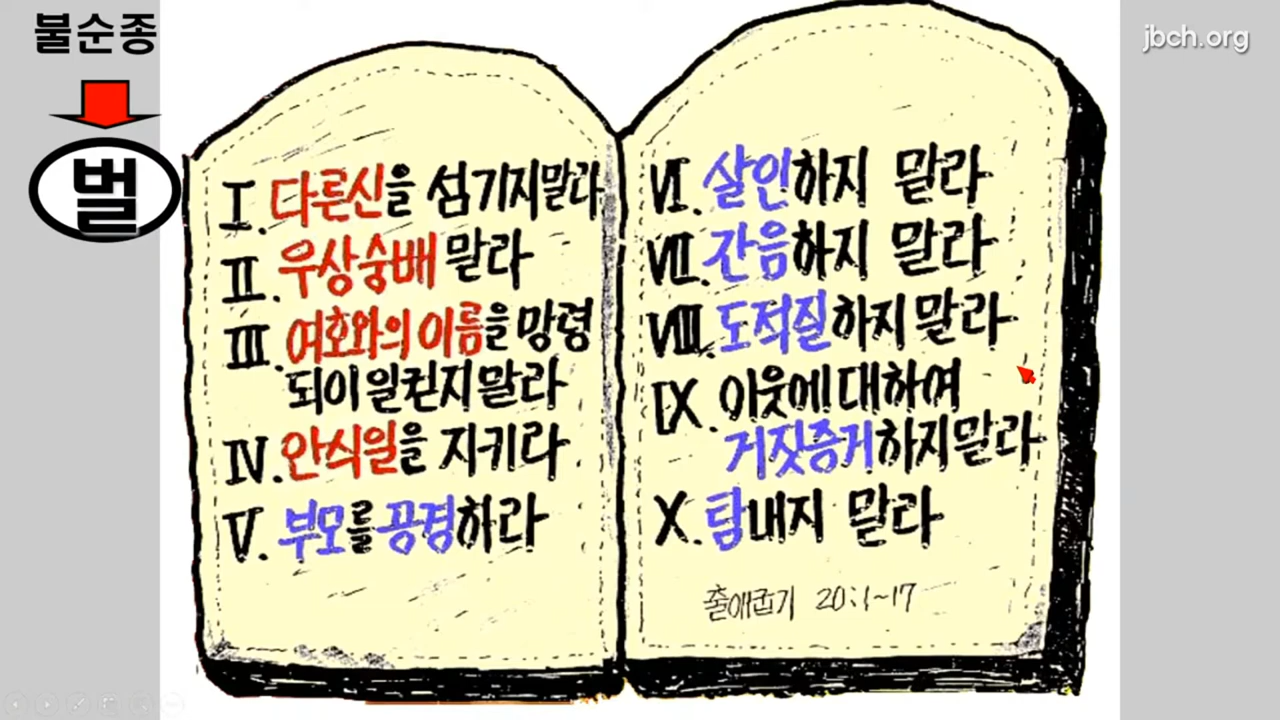 불순종
벌
jbch.org
I. 다른신을 섬기지말라
II. 우상숭배 말라
III. 여호와의 이름을 망령
되이 일컫지 말라
IV. 안식일을 지키라
V. 부모를 공경하라
VI. 살인하지 말라
VII. 간음하지 말라
VIII. 도적질하지 말라
IX. 이웃에 대하여
거짓증거하지말라
X. 탐내지 말라
출애굽기 20:1~17